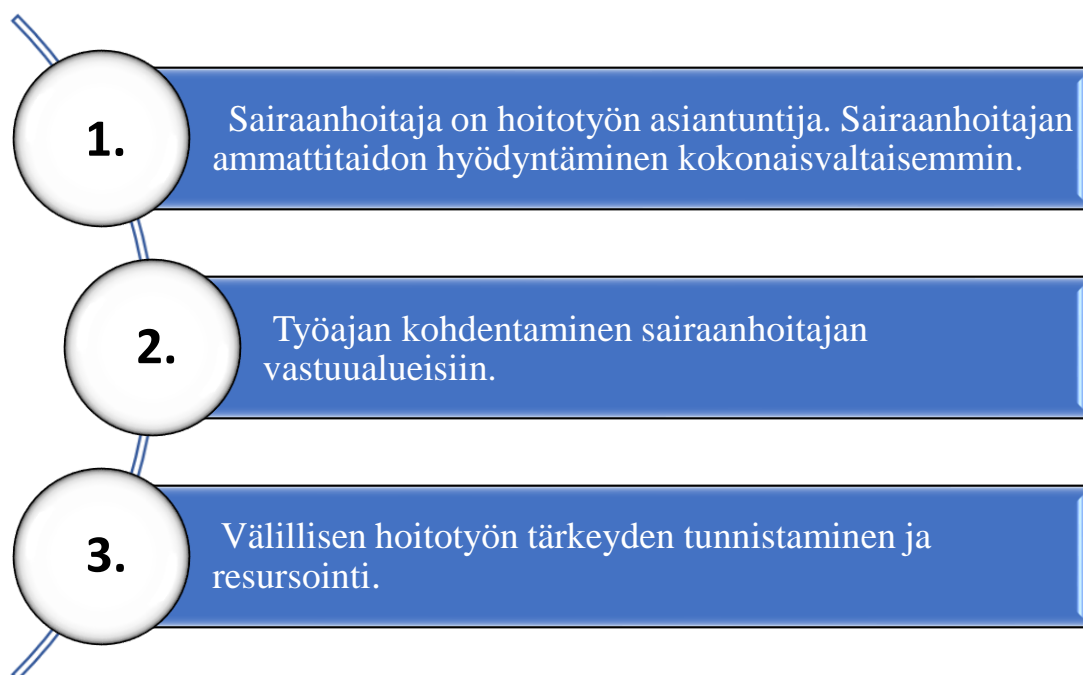 1.
Sairaanhoitaja on hoitotyön asiantuntija. Sairaanhoitajan
ammattitaidon hyödyntäminen kokonaisvaltaisemmin.
2.
Työajan kohdentaminen sairaanhoitajan
vastuualueisiin.
3.
Välillisen hoitotyön tärkeyden tunnistaminen ja
resursointi.